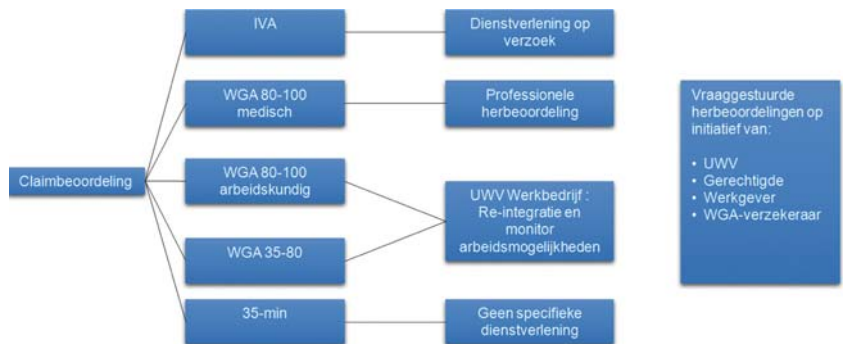 Claimbeoordeling
IVA
WGA 80-100
medisch
WGA 80-100
arbeidskundig
WGA 35-80
35-min
Dienstverlening op
verzoek
Professionele
herbeoordeling
UWV Werkbedrijf :
Re-integratie en
monitor
arbeidsmogelijkheden
Geen specifieke
dienstverlening
Vraaggestuurde
herbeoordelingen op
initiatief van:
• UWV
• Gerechtigde
• Werkgever
• WGA-verzekeraar